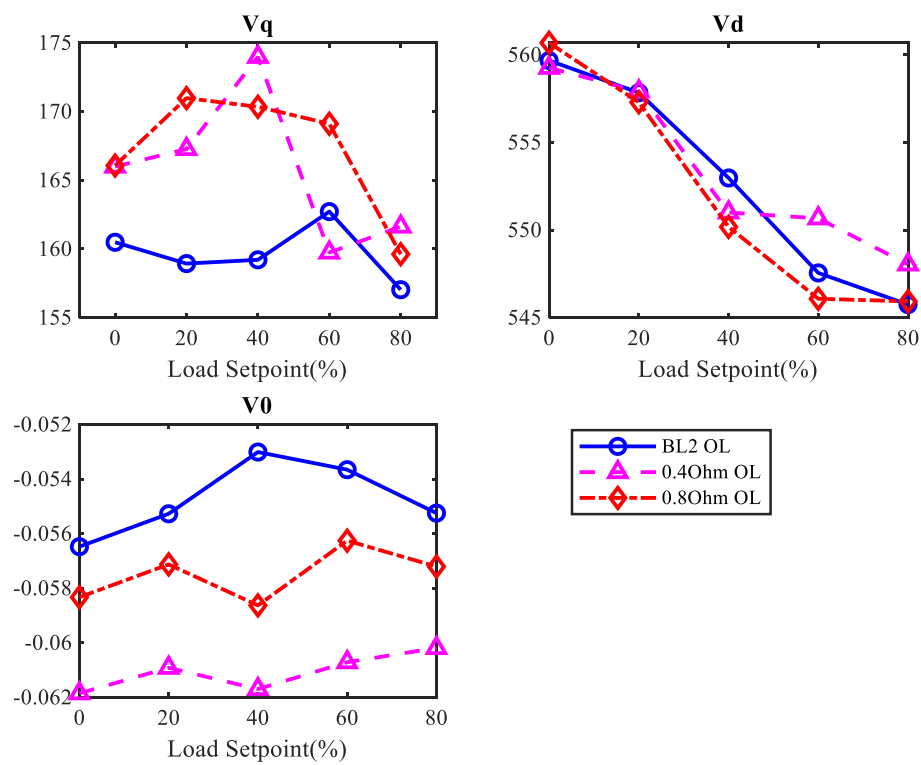 Vq
175
170
165
160
155
0 20 40 60 80
Load Setpoint(%)
Vd
560
555
550
545
0 20 40 60 80
Load Setpoint(%)
V0
-0.052
-0.054
-0.056
-0.058
-0.06
-0.062
0 20 40 60 80
Load Setpoint(%)
BL2 OL
0.4Ohm OL
0.8Ohm OL